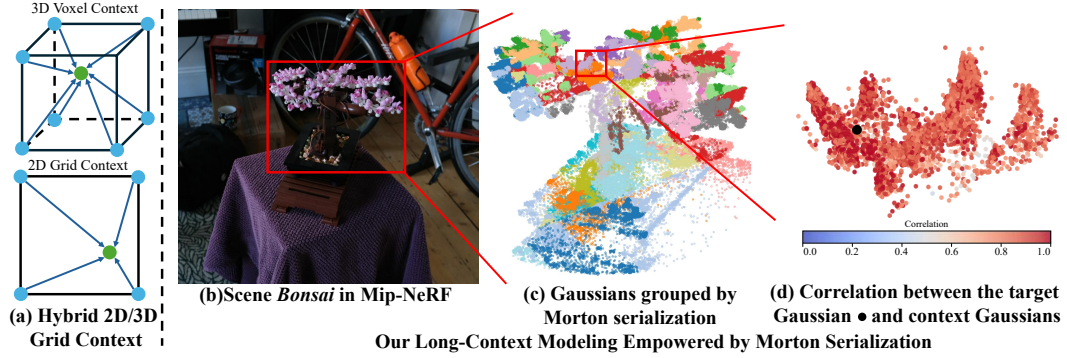 3D Voxel Context
2D Grid Context
(a) Hybrid 2D/3D
Grid Context
(b)Scene Bonsai in Mip-NeRF
(c) Gaussians grouped by
Morton serialization
Correlation
0.0 0.2 0.4 0.6 0.8 1.0
(d) Correlation between the target
Gaussian ● and context Gaussians
Our Long-Context Modeling Empowered by Morton Serialization